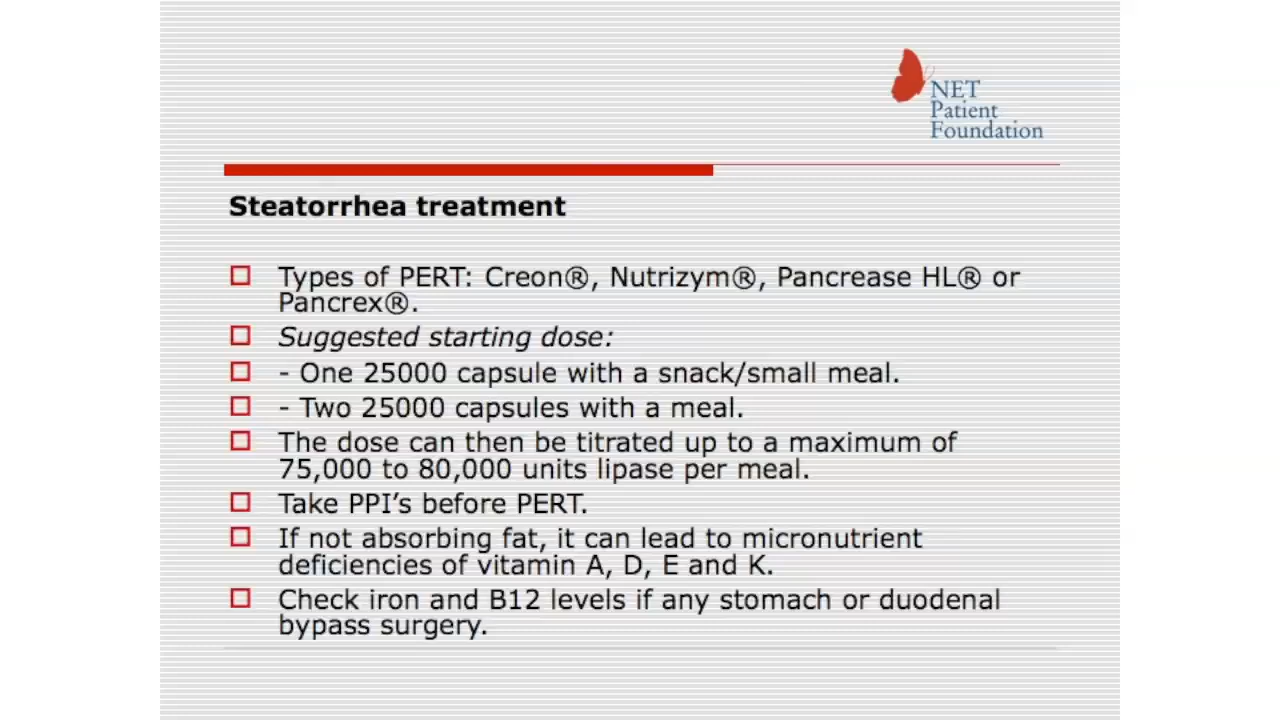 NET
Patient
Foundation
Steatorrhea treatment
Types of PERT: Creon®, Nutrizym®, Pancrease HL® or
Pancrex®.
Suggested starting dose:
- One 25000 capsule with a snack/small meal.
- Two 25000 capsules with a meal.
The dose can then be titrated up to a maximum of
75,000 to 80,000 units lipase per meal.
Take PPI’s before PERT.
If not absorbing fat, it can lead to micronutrient
deficiencies of vitamin A, D, E and K.
Check iron and B12 levels if any stomach or duodenal
bypass surgery.